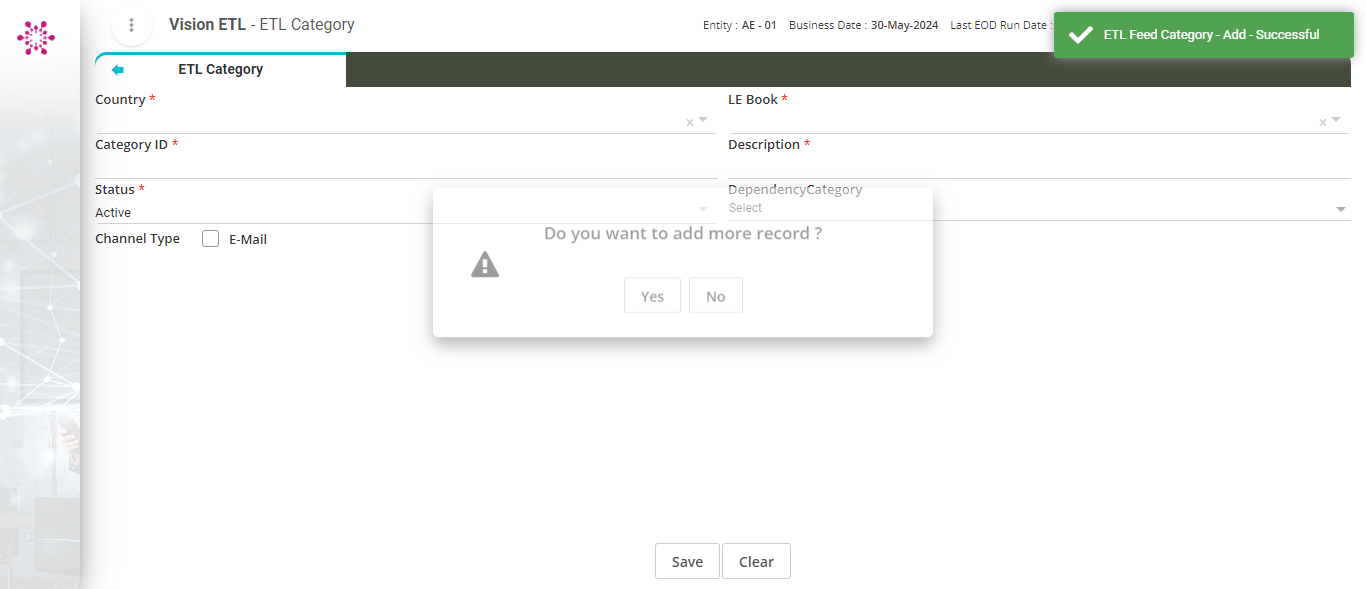 Vision ETL - ETL Category
Entity : AE - 01 Business Date : 30-May-2024 Last EOD Run Date :
ETL Feed Category - Add - Successful
ETL Category
Country *
LE Book *
Category ID *
Description *
Status *
DependencyCategory
Active
Select
Channel Type E-Mail
Do you want to add more record ?
Yes No
Save Clear